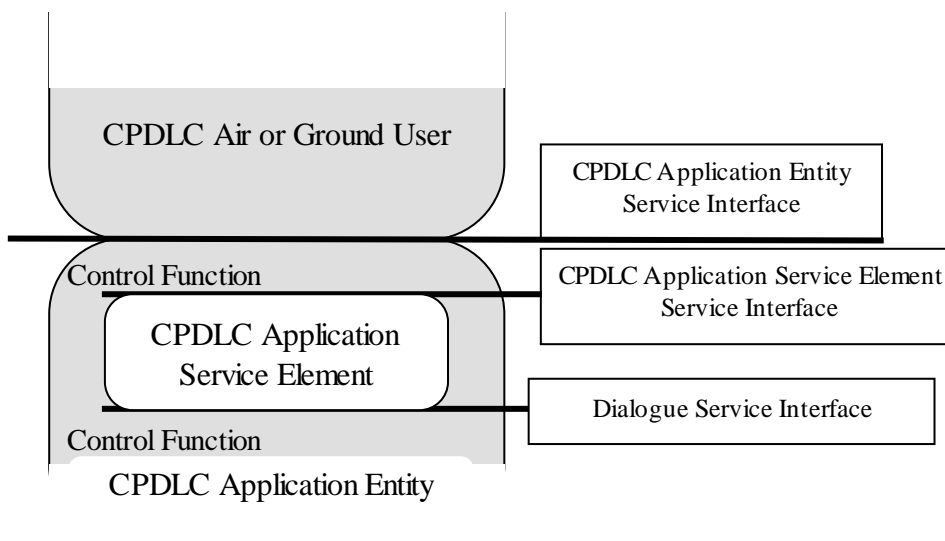 CPDLC Air or Ground User
CPDLC Application Entity
Service Interface
Control Function
CPDLC Application Service Element
Service Interface
CPDLC Application
Service Element
Dialogue Service Interface
Control Function
CPDLC Application Entity